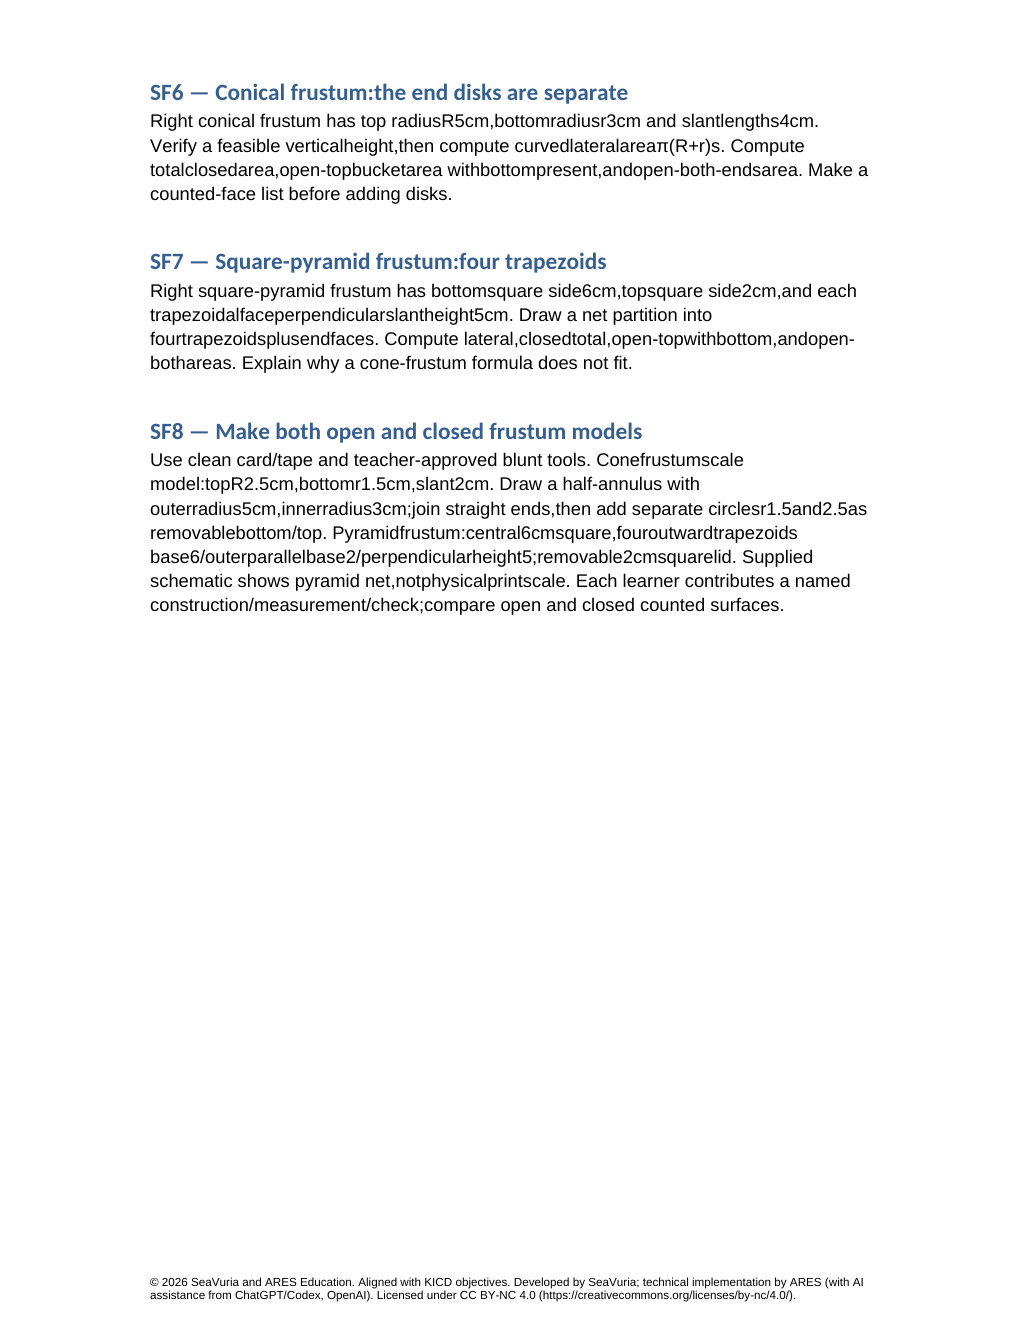 SF6 — Conical frustum:the end disks are separate
Right conical frustum has top radiusR5cm,bottomradiusr3cm and slantlengths4cm.
Verify a feasible verticalheight,then compute curvedlateralareaπ(R+r)s. Compute
totalclosedarea,open-topbucketarea withbottompresent,andopen-both-endsarea. Make a
counted-face list before adding disks.
SF7 — Square-pyramid frustum:four trapezoids
Right square-pyramid frustum has bottomsquare side6cm,topsquare side2cm,and each
trapezoidalfaceperpendicularslantheight5cm. Draw a net partition into
fourtrapezoidsplusendfaces. Compute lateral,closedtotal,open-topwithbottom,andopen-
bothareas. Explain why a cone-frustum formula does not fit.
SF8 — Make both open and closed frustum models
Use clean card/tape and teacher-approved blunt tools. Conefrustumscale
model:topR2.5cm,bottomr1.5cm,slant2cm. Draw a half-annulus with
outerradius5cm,innerradius3cm;join straight ends,then add separate circlesr1.5and2.5as
removablebottom/top. Pyramidfrustum:central6cmsquare,fouroutwardtrapezoids
base6/outerparallelbase2/perpendicularheight5;removable2cmsquarelid. Supplied
schematic shows pyramid net,notphysicalprintscale. Each learner contributes a named
construction/measurement/check;compare open and closed counted surfaces.
© 2026 SeaVuria and ARES Education. Aligned with KICD objectives. Developed by SeaVuria; technical implementation by ARES (with AI
assistance from ChatGPT/Codex, OpenAI). Licensed under CC BY-NC 4.0 (https://creativecommons.org/licenses/by-nc/4.0/).